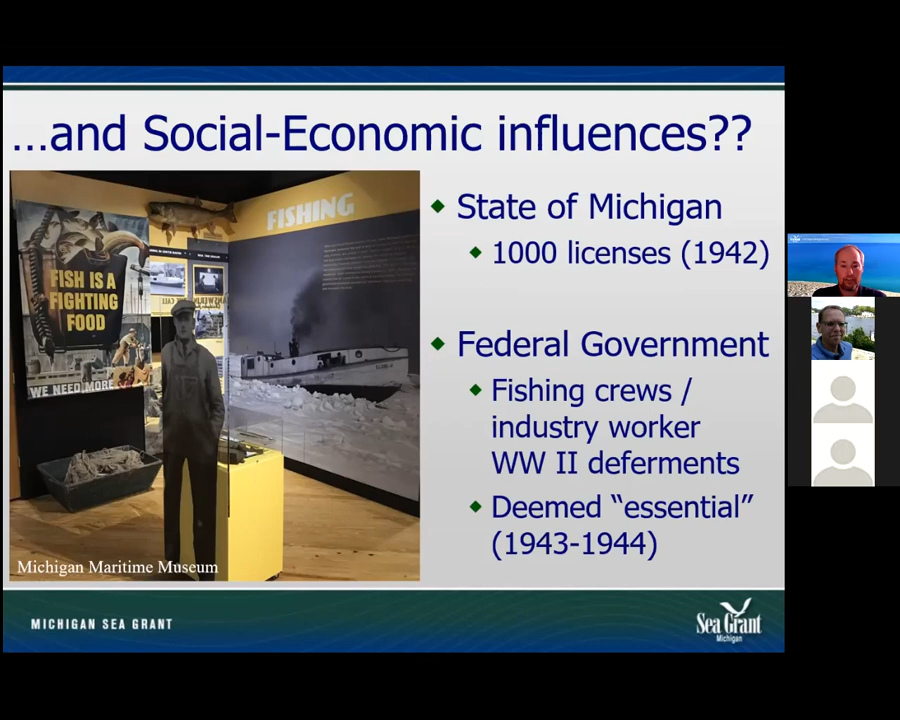 ...and Social-Economic influences??
FISHING
FISH IS A
FIGHTING
FOOD
WE NEED MORE
Michigan Maritime Museum
State of Michigan
1000 licenses (1942)
Federal Government
Fishing crews /
industry worker
WW II deferments
Deemed “essential”
(1943-1944)
MICHIGAN SEA GRANT
Sea Grant
Michigan